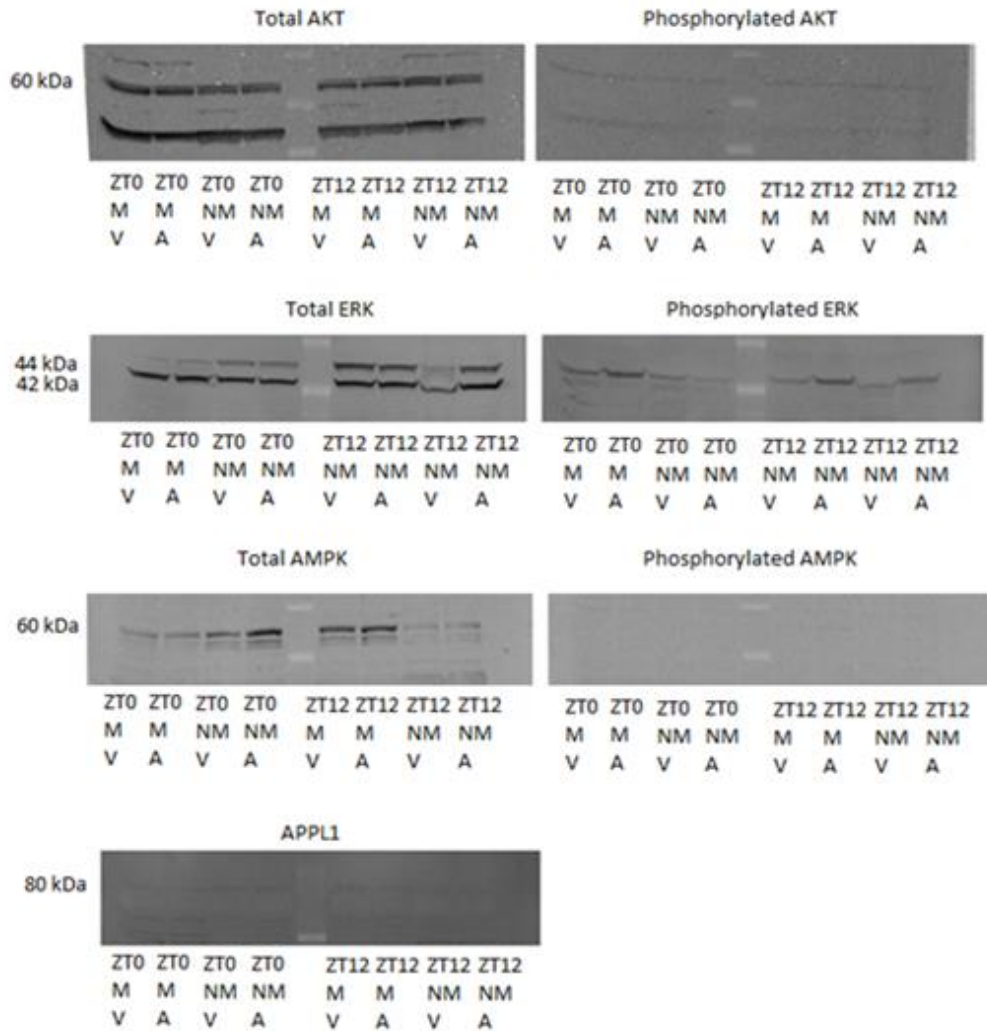 Total AKT Phosphorylated AKT
60 kDa
ZT0 ZT0 ZT0 ZT0 ZT12 ZT12 ZT12 ZT12 ZT0 ZT0 ZT0 ZT0 ZT12 ZT12 ZT12 ZT12
M M NM NM M M NM NM M M NM NM M M NM NM
V A V A V A V A V A V A V A V A
Total ERK Phosphorylated ERK
44 kDa
42 kDa
ZT0 ZT0 ZT0 ZT0 ZT12 ZT12 ZT12 ZT12 ZT0 ZT0 ZT0 ZT0 ZT12 ZT12 ZT12 ZT12
M M NM NM NM NM NM NM M M NM NM NM NM NM NM
V A V A V A V A V A V A V A V A
Total AMPK Phosphorylated AMPK
60 kDa
ZT0 ZT0 ZT0 ZT0 ZT12 ZT12 ZT12 ZT12 ZT0 ZT0 ZT0 ZT0 ZT12 ZT12 ZT12 ZT12
M M NM NM M M NM NM M M NM NM M M NM NM
V A V A V A V A V A V A V A V A
APPL1
80 kDa
ZT0 ZT0 ZT0 ZT0 ZT12 ZT12 ZT12 ZT12
M M NM NM M M NM NM
V A V A V A V A